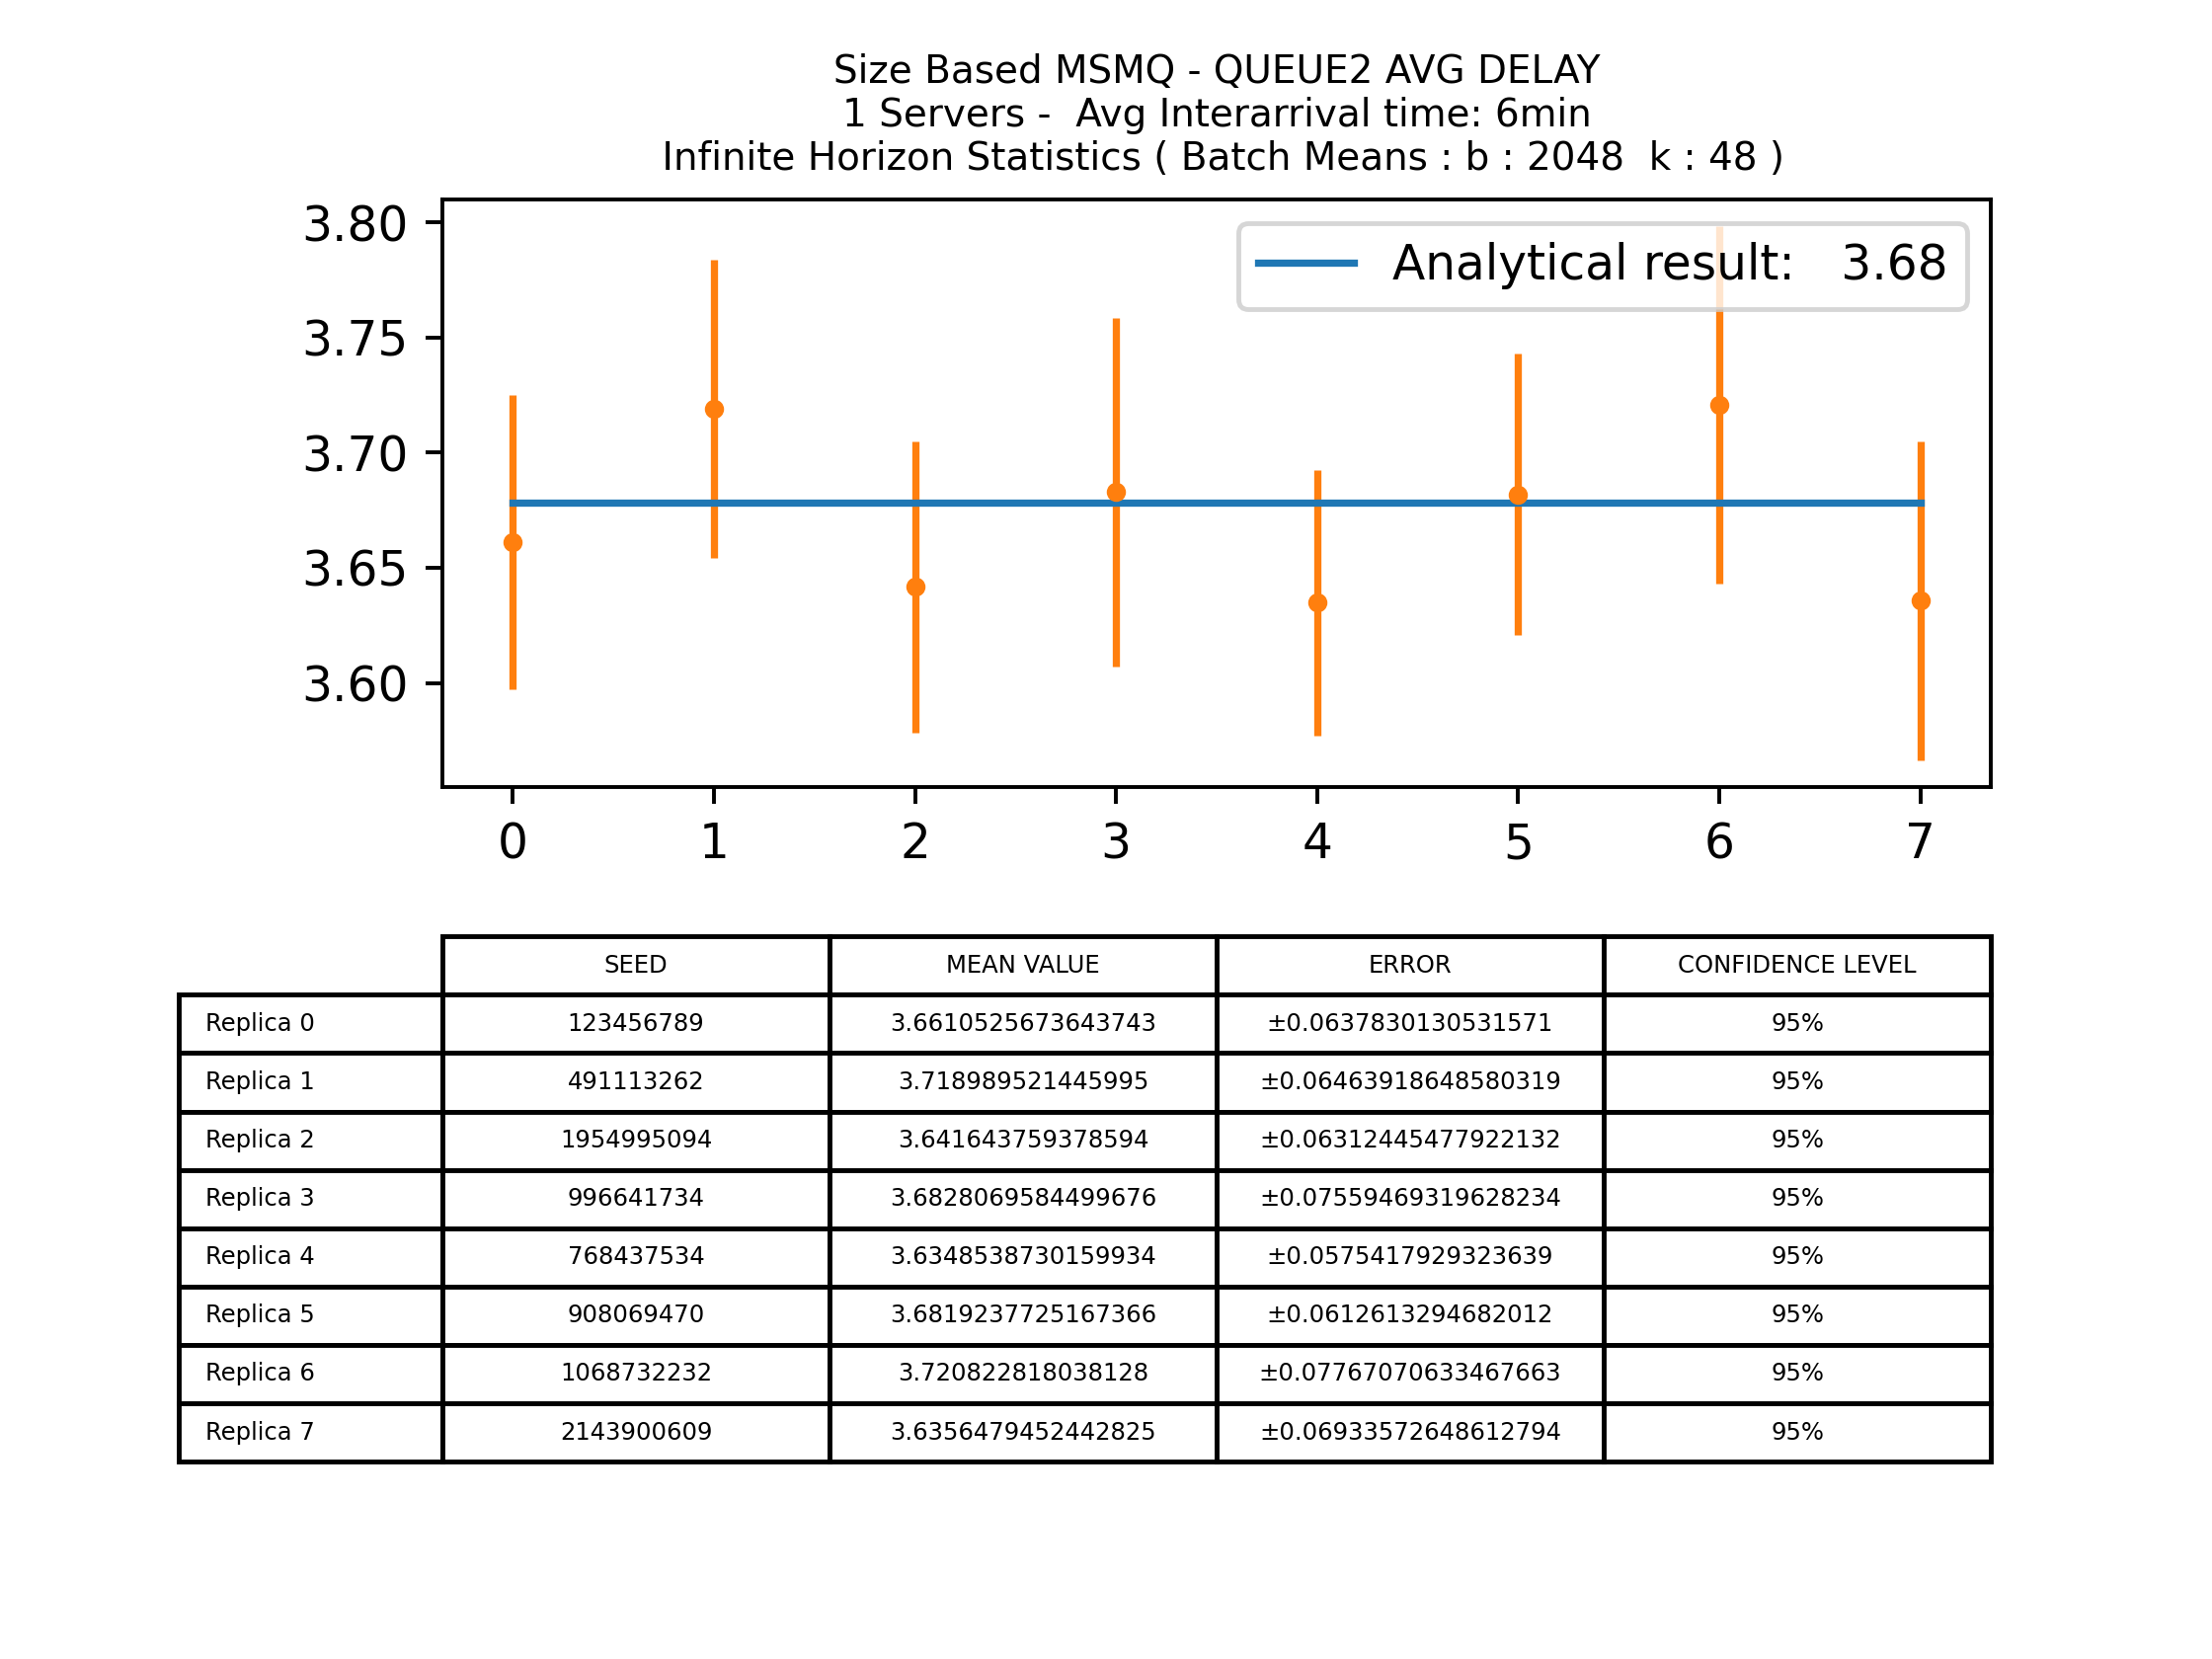 Size Based MSMQ - QUEUE2 AVG DELAY
1 Servers -  Avg Interarrival time: 6min
Infinite Horizon Statistics ( Batch Means : b : 2048  k : 48 )
Analytical result:   3.68
3.80
3.75
3.70
3.65
3.60
0 1 2 3 4 5 6 7
SEED MEAN VALUE ERROR CONFIDENCE LEVEL
Replica 0 123456789 3.6610525673643743 ±0.0637830130531571 95%
Replica 1 491113262 3.718989521445995 ±0.06463918648580319 95%
Replica 2 1954995094 3.641643759378594 ±0.06312445477922132 95%
Replica 3 996641734 3.6828069584499676 ±0.07559469319628234 95%
Replica 4 768437534 3.6348538730159934 ±0.0575417929323639 95%
Replica 5 908069470 3.6819237725167366 ±0.0612613294682012 95%
Replica 6 1068732232 3.720822818038128 ±0.07767070633467663 95%
Replica 7 2143900609 3.6356479452442825 ±0.06933572648612794 95%